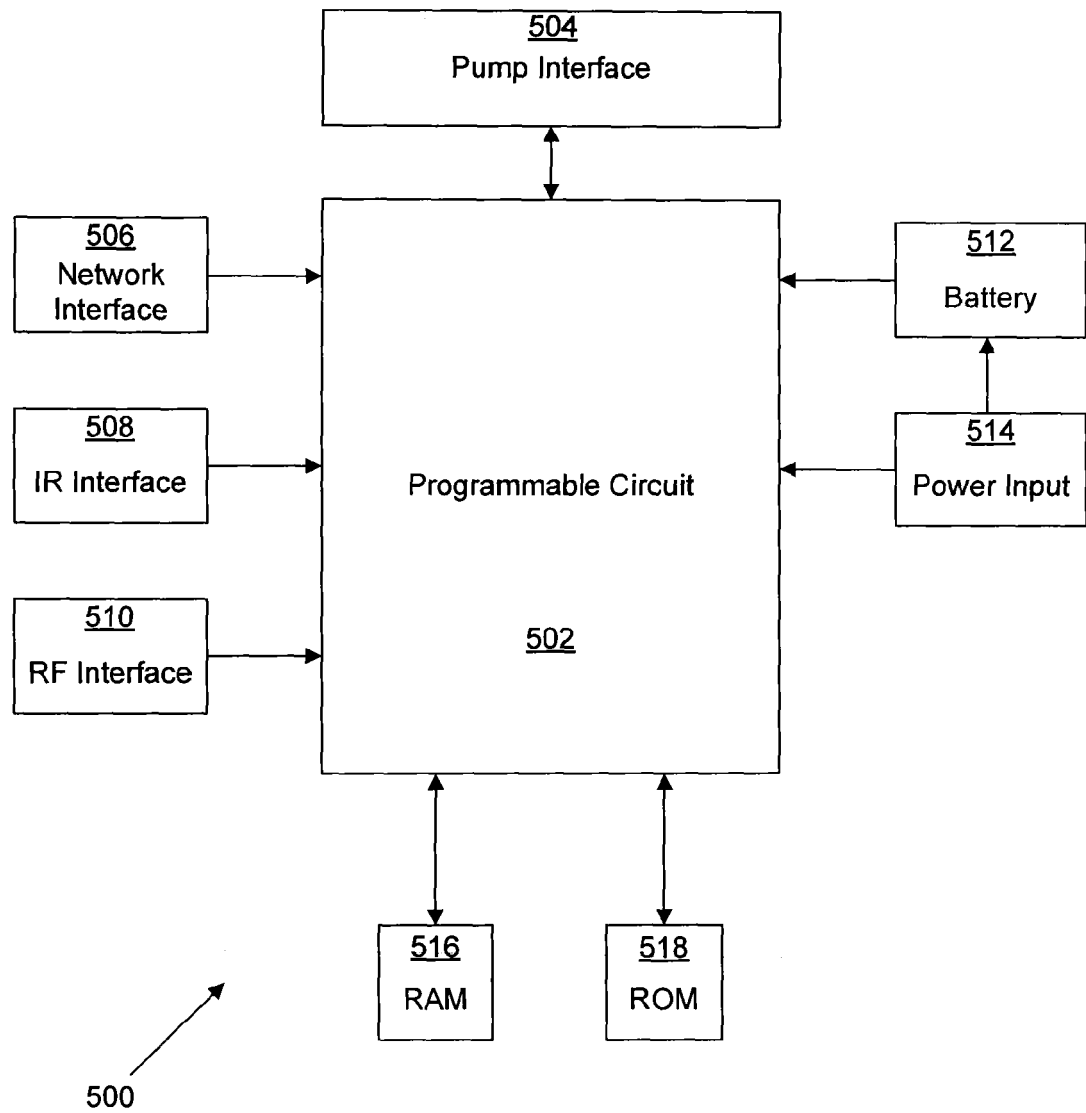 504
Pump Interface
506
Network
Interface
512
Battery
508
IR Interface
514
Power Input
Programmable Circuit
510
RF Interface
502
516
RAM
518
ROM
500